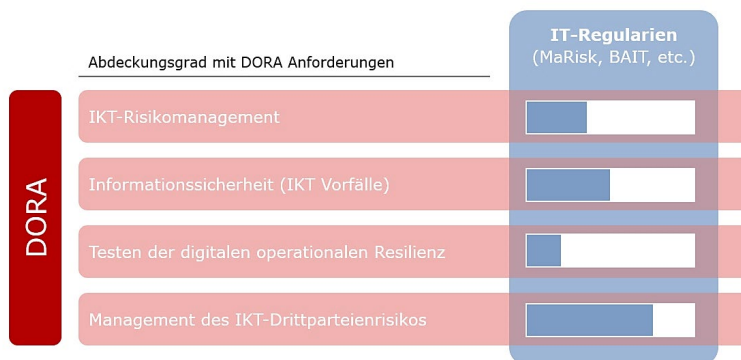 IT-Regularien
(MaRisk, BAIT, etc.)
Abdeckungsgrad mit DORA Anforderungen
DORA
IKT-Risikomanagement
Informationssicherheit (IKT Vorfälle)
Testen der digitalen operationalen Resilienz
Management des IKT-Drittparteienrisikos